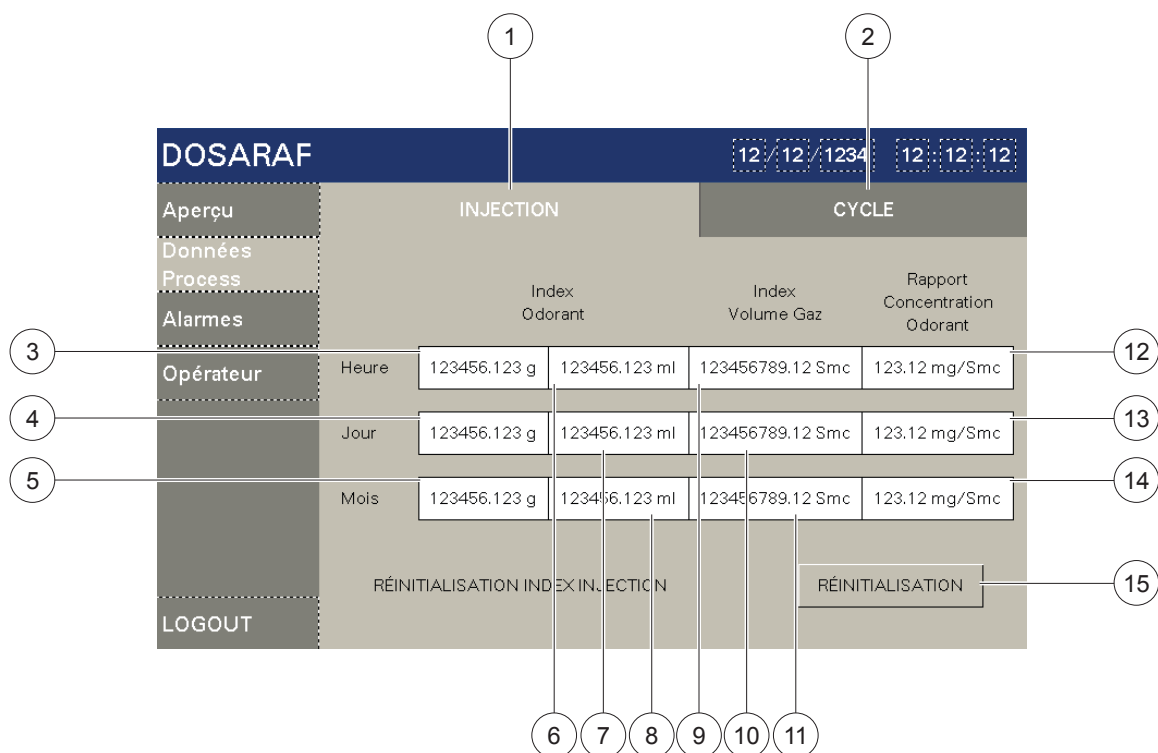 1
2
DOSARAF 12/12/1234 12:12:12
Aperçu
INJECTION
CYCLE
Données
Process
Alarmes
Opérateur
LOGOUT
Index
Odorant
Index
Volume Gaz
Rapport
Concentration
Odorant
3 Heure 123456.123 g 123456.123 ml 123456789.12 Smc 123.12 mg/Smc 12
4 Jour 123456.123 g 123456.123 ml 123456789.12 Smc 123.12 mg/Smc 13
5 Mois 123456.123 g 123456.123 ml 123456789.12 Smc 123.12 mg/Smc 14
RÉINITIALISATION INDEX INJECTION RÉINITIALISATION 15
6 7 8 9 10 11